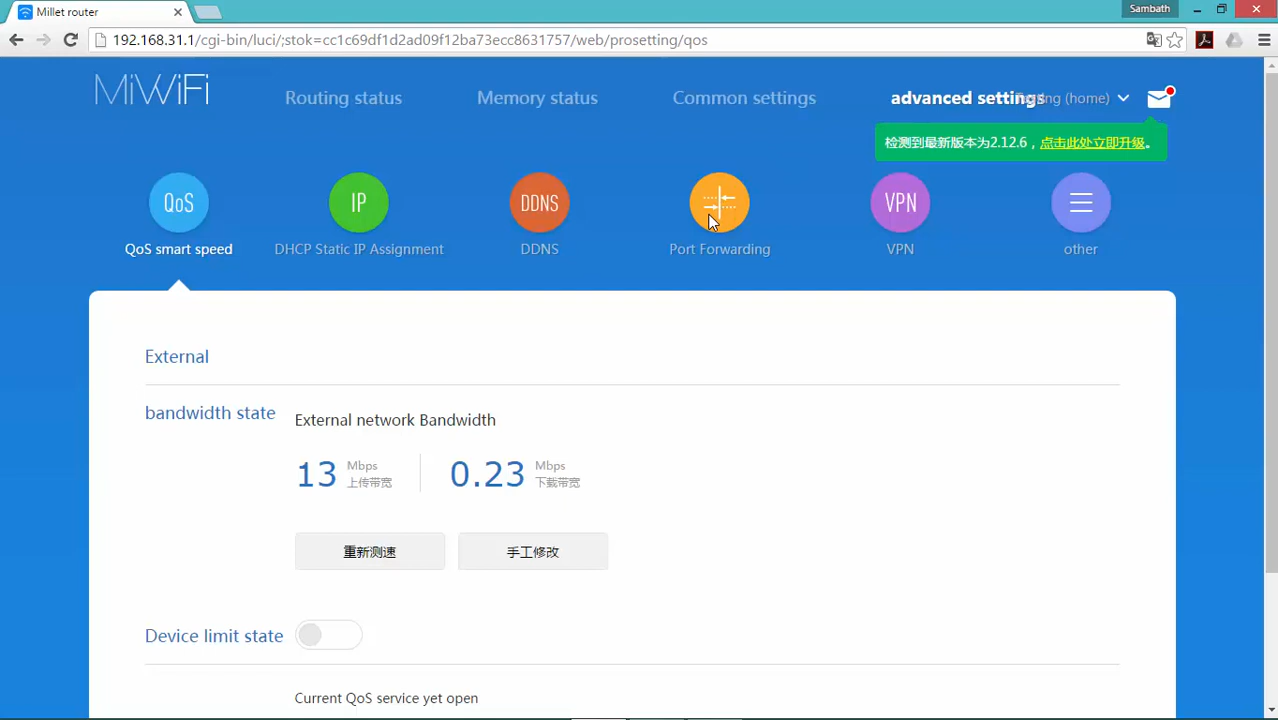 Millet router
Sambath
192.168.31.1/cgi-bin/luci/;stok=cc1c69df1d2ad09f12ba73ecc8631757/web/prosetting/qos
MiWiFi
Routing status
Memory status
Common settings
advanced settings
(home)
检测到最新版本为2.12.6，点击此处立即升级。
QoS
IP
DDNS
VPN
QoS smart speed
DHCP Static IP Assignment
DDNS
Port Forwarding
VPN
other
External
bandwidth state
External network Bandwidth
13 Mbps 上传带宽
0.23 Mbps 下载带宽
重新测速
手工修改
Device limit state
Current QoS service yet open